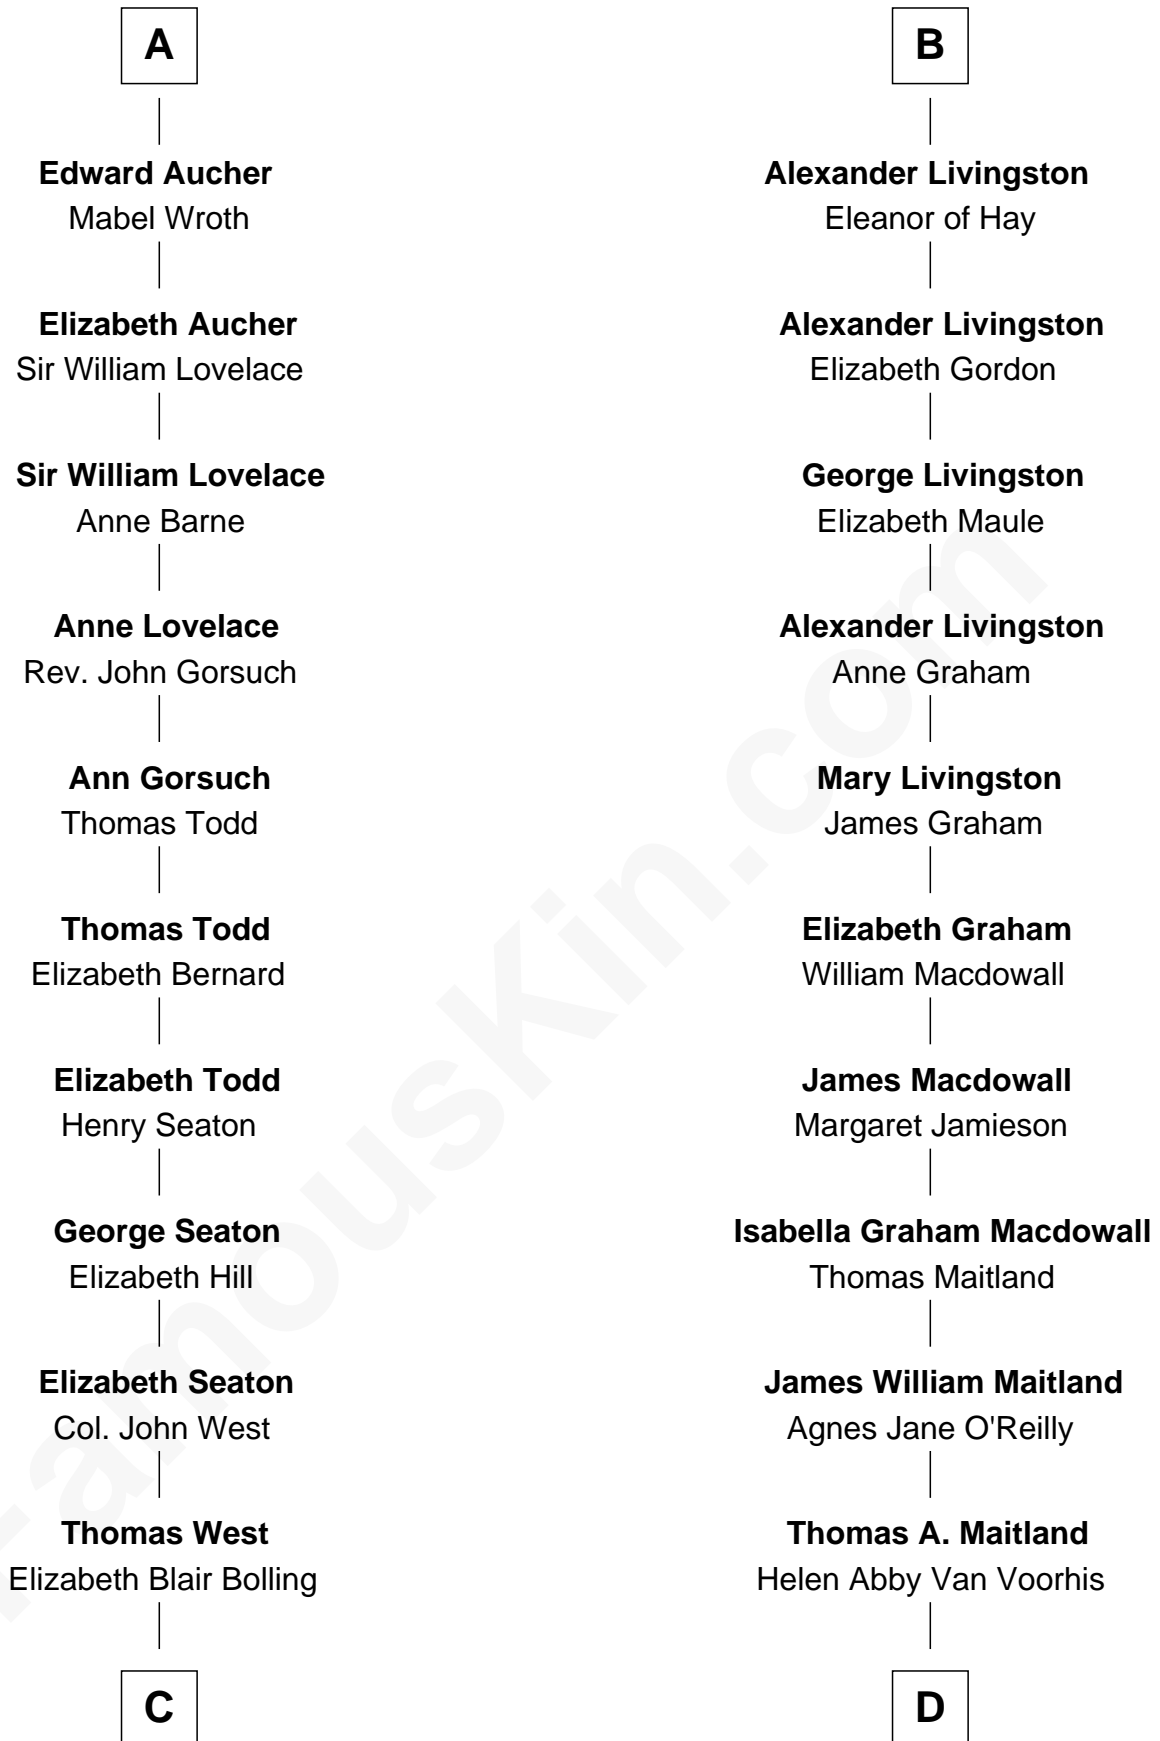 A
Edward Aucher
Mabel Wroth
Elizabeth Aucher
Sir William Lovelace
Sir William Lovelace
Anne Barne
Anne Lovelace
Rev. John Gorsuch
Ann Gorsuch
Thomas Todd
Thomas Todd
Elizabeth Bernard
Elizabeth Todd
Henry Seaton
George Seaton
Elizabeth Hill
Elizabeth Seaton
Col. John West
Thomas West
Elizabeth Blair Bolling
C
B
Alexander Livingston
Eleanor of Hay
Alexander Livingston
Elizabeth Gordon
George Livingston
Elizabeth Maule
Alexander Livingston
Anne Graham
Mary Livingston
James Graham
Elizabeth Graham
William Macdowall
James Macdowall
Margaret Jamieson
Isabella Graham Macdowall
Thomas Maitland
James William Maitland
Agnes Jane O'Reilly
Thomas A. Maitland
Helen Abby Van Voorhis
D
FamousKin.com